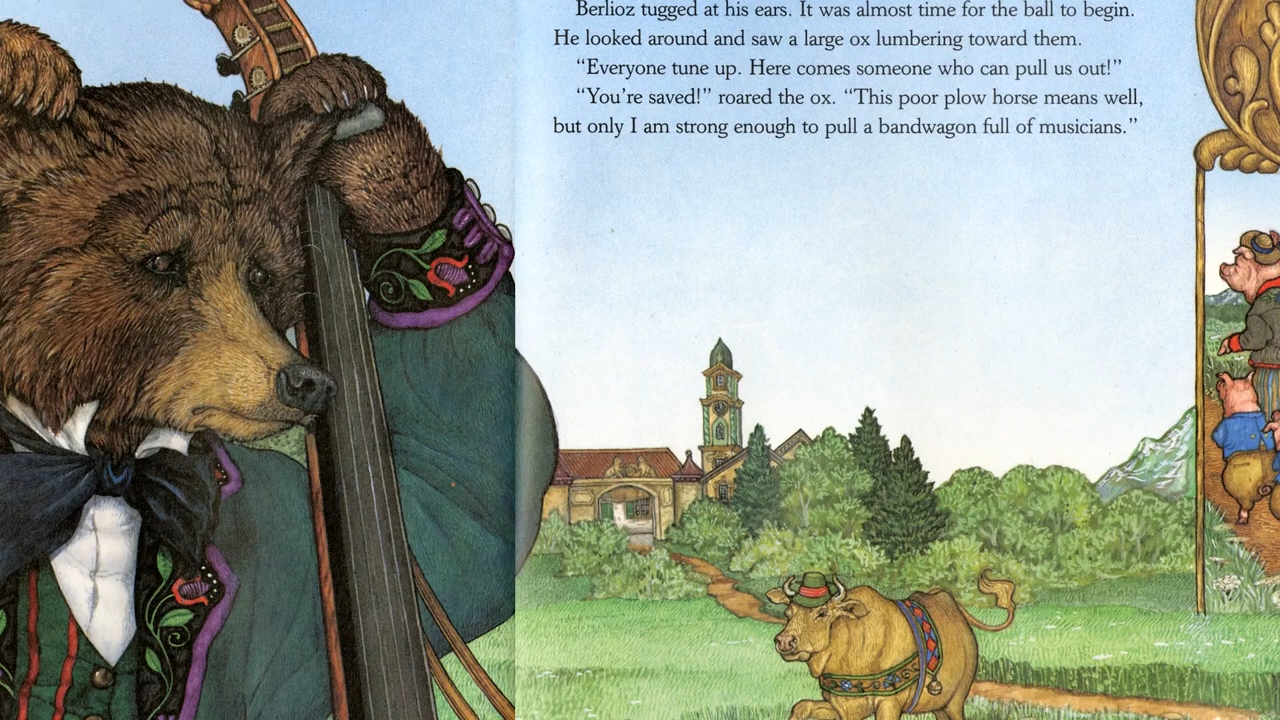 Berlioz tugged at his ears. It was almost time for the ball to begin.
He looked around and saw a large ox lumbering toward them.
“Everyone tune up. Here comes someone who can pull us out!”
“You’re saved!” roared the ox. “This poor plow horse means well,
but only I am strong enough to pull a bandwagon full of musicians.”